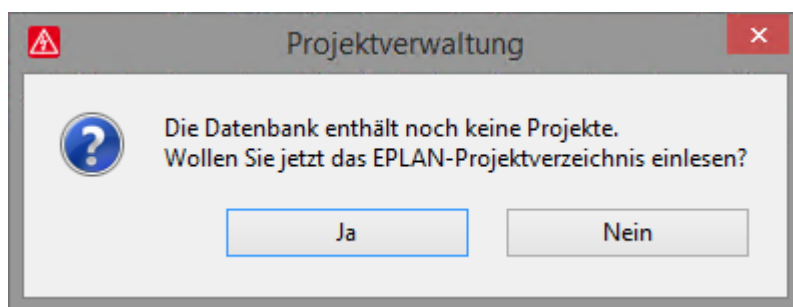 Projektverwaltung
Die Datenbank enthält noch keine Projekte.
Wollen Sie jetzt das EPLAN-Projektverzeichnis einlesen?
Ja
Nein